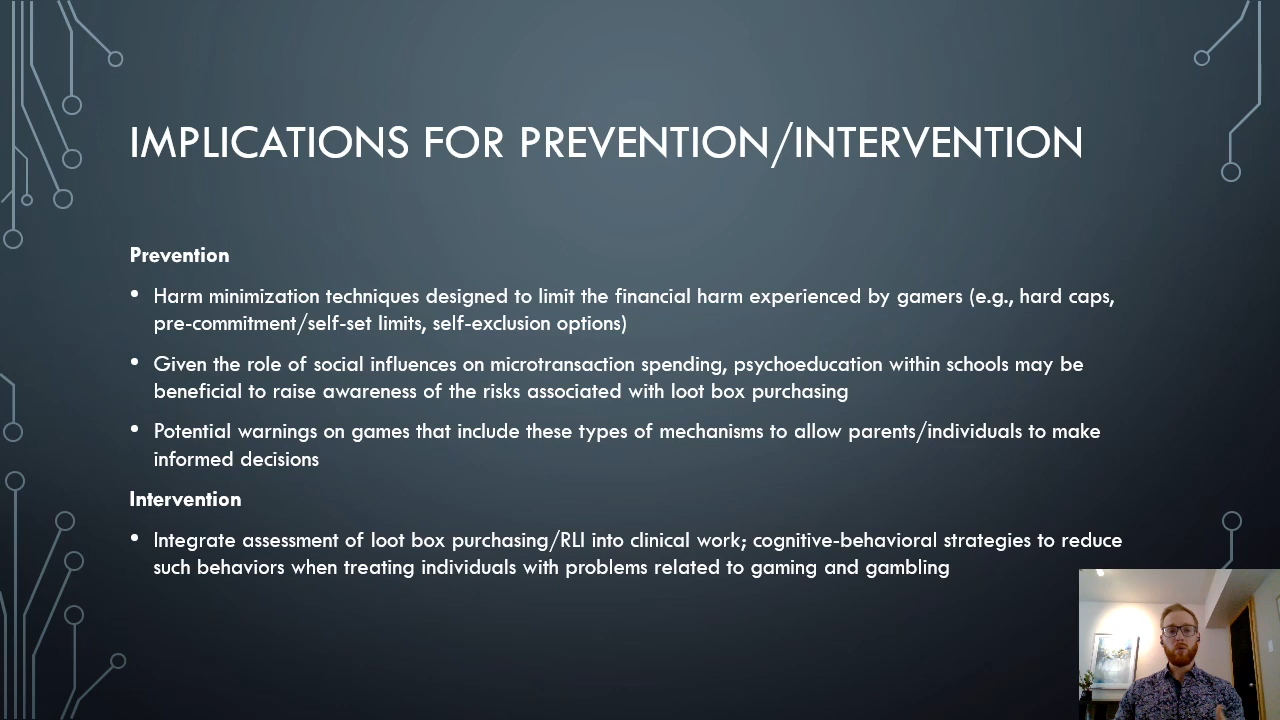 IMPLICATIONS FOR PREVENTION/INTERVENTION
Prevention
• Harm minimization techniques designed to limit the financial harm experienced by gamers (e.g., hard caps,
pre-commitment/self-set limits, self-exclusion options)
• Given the role of social influences on microtransaction spending, psychoeducation within schools may be
beneficial to raise awareness of the risks associated with loot box purchasing
• Potential warnings on games that include these types of mechanisms to allow parents/individuals to make
informed decisions
Intervention
• Integrate assessment of loot box purchasing/RLI into clinical work; cognitive-behavioral strategies to reduce
such behaviors when treating individuals with problems related to gaming and gambling